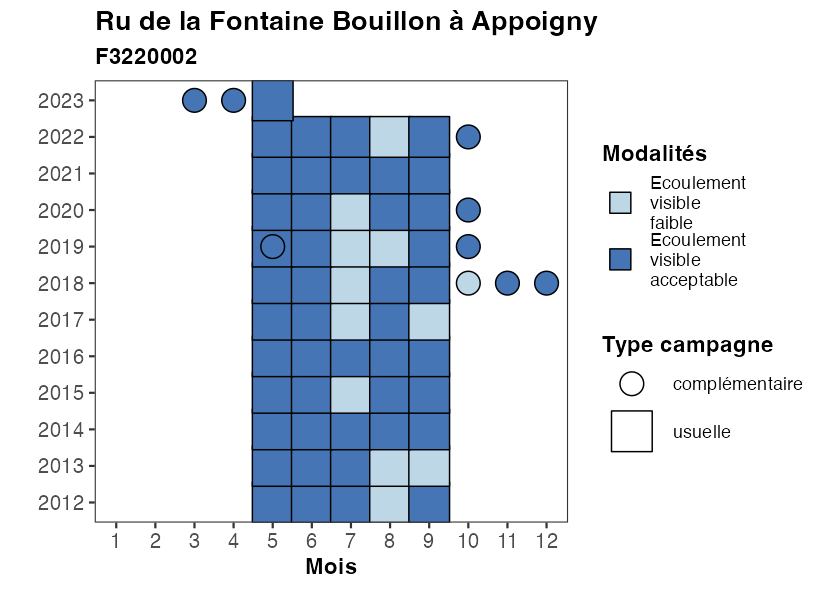 Ru de la Fontaine Bouillon à Appoigny
F3220002
2023
2022
2021
2020
2019
2018
2017
2016
2015
2014
2013
2012
1 2 3 4 5 6 7 8 9 10 11 12
Mois
Modalités
Ecoulement
visible
faible
Ecoulement
visible
acceptable
Type campagne
complémentaire
usuelle